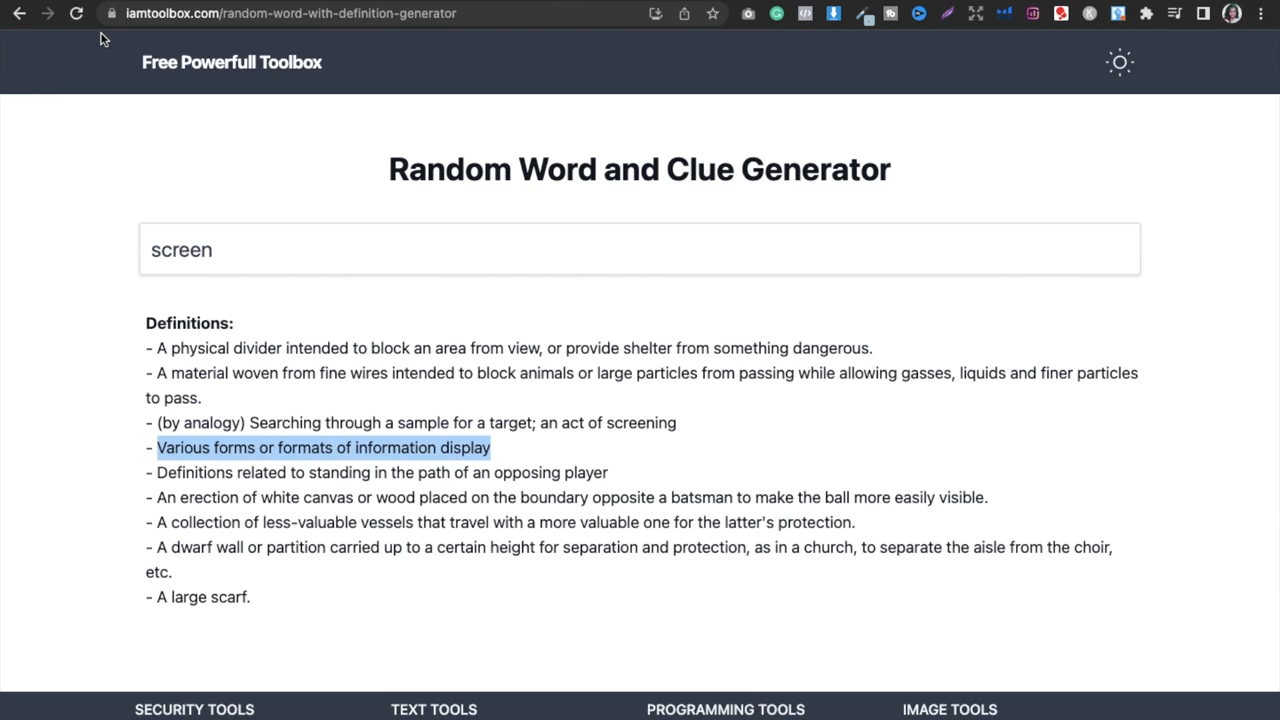 iamtoolbox.com/random-word-with-definition-generator
Free Powerfull Toolbox
Random Word and Clue Generator
screen
Definitions:
- A physical divider intended to block an area from view, or provide shelter from something dangerous.
- A material woven from fine wires intended to block animals or large particles from passing while allowing gasses, liquids and finer particles
to pass.
- (by analogy) Searching through a sample for a target; an act of screening
- Various forms or formats of information display
- Definitions related to standing in the path of an opposing player
- An erection of white canvas or wood placed on the boundary opposite a batsman to make the ball more easily visible.
- A collection of less-valuable vessels that travel with a more valuable one for the latter's protection.
- A dwarf wall or partition carried up to a certain height for separation and protection, as in a church, to separate the aisle from the choir,
etc.
- A large scarf.
SECURITY TOOLS TEXT TOOLS PROGRAMMING TOOLS IMAGE TOOLS